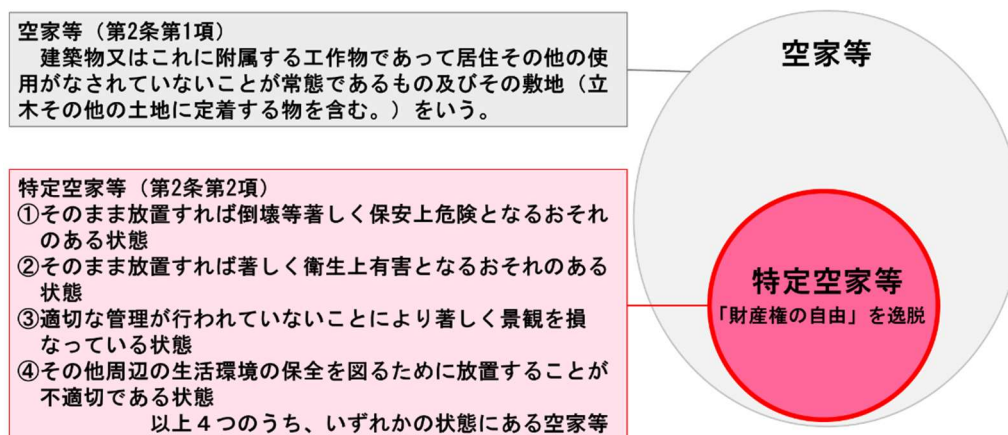 空家等（第2条第1項）
　建築物又はこれに附属する工作物であって居住その他の使
用がなされていないことが常態であるもの及びその敷地（立
木その他の土地に定着する物を含む。）をいう。
空家等
特定空家等（第2条第2項）
①そのまま放置すれば倒壊等著しく保安上危険となるおそれ
のある状態
②そのまま放置すれば著しく衛生上有害となるおそれのある
状態
③適切な管理が行われていないことにより著しく景観を損
なっている状態
④その他周辺の生活環境の保全を図るために放置することが
不適切である状態
以上４つのうち、いずれかの状態にある空家等
特定空家等
「財産権の自由」を逸脱